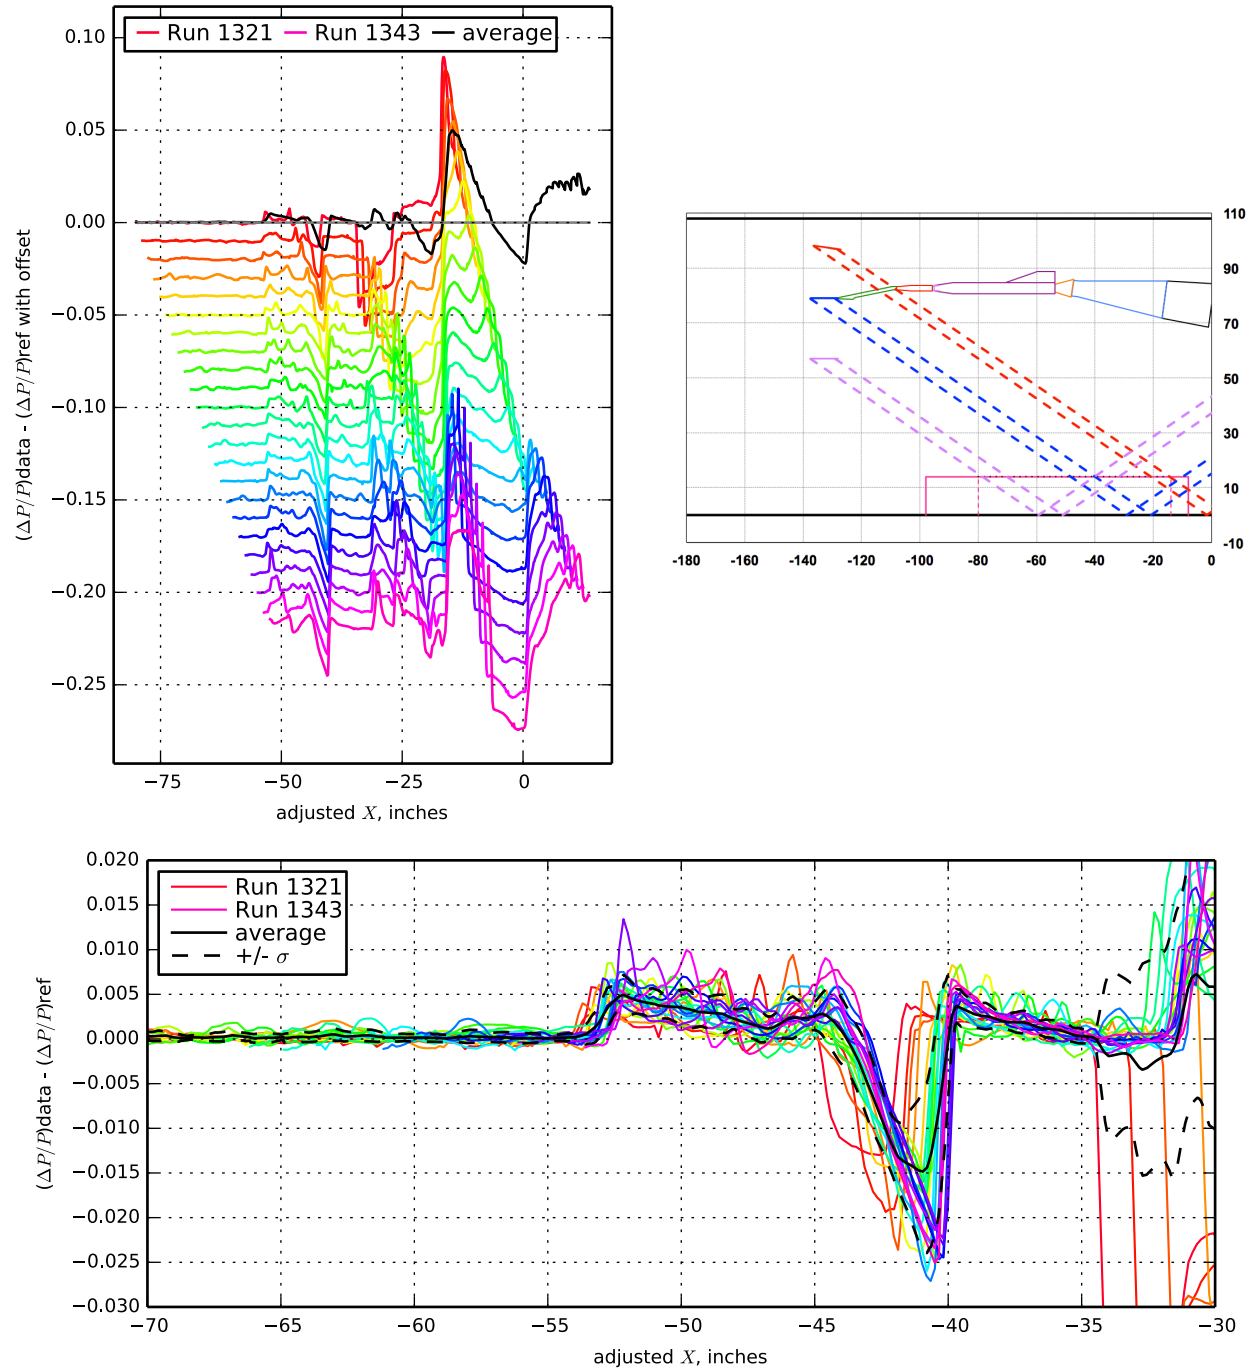 Run 1321 Run 1343 average
0.10
0.05
0.00
−0.05
−0.10
−0.15
−0.20
−0.25
(ΔP/P)data - (ΔP/P)ref with offset
−75 −50 −25 0
adjusted X, inches
110
90
70
50
30
10
-10
-180 -160 -140 -120 -100 -80 -60 -40 -20 0
Run 1321
Run 1343
average
+/- σ
0.020
0.015
0.010
0.005
0.000
−0.005
−0.010
−0.015
−0.020
−0.025
−0.030
(ΔP/P)data - (ΔP/P)ref
−70 −65 −60 −55 −50 −45 −40 −35 −30
adjusted X, inches